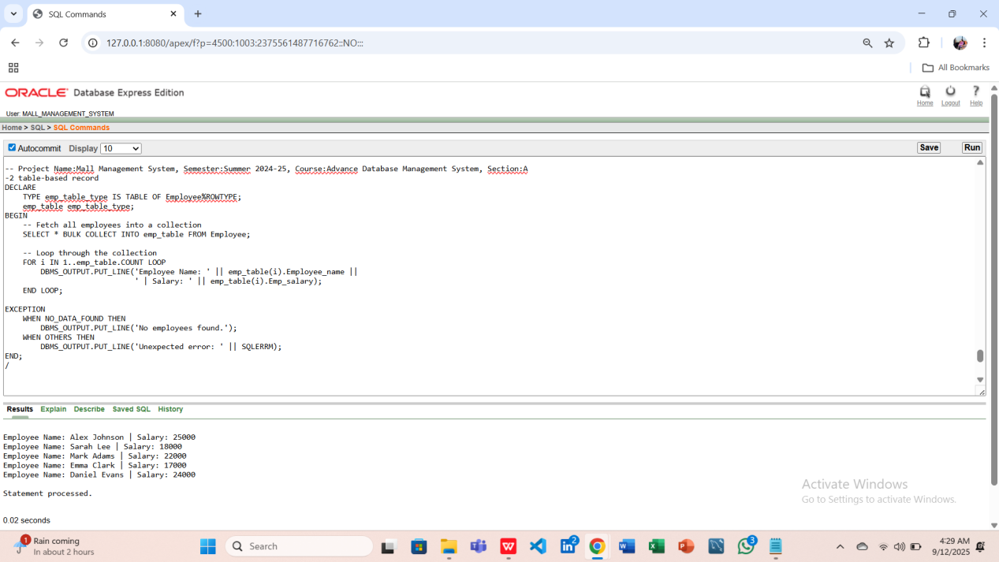 SQL Commands
127.0.0.1:8080/apex/f?p=4500:1003:2375561487716762::NO:::
All Bookmarks
ORACLE Database Express Edition
Home Logout Help
User: MALL_MANAGEMENT_SYSTEM
Home > SQL > SQL Commands
Autocommit Display 10 Save Run
-- Project Name:Mall Management System, Semester:Summer 2024-25, Course:Advance Database Management System, Section:A
-2 table-based record
DECLARE
    TYPE emp_table_type IS TABLE OF Employee%ROWTYPE;
    emp_table emp_table_type;
BEGIN
    -- Fetch all employees into a collection
    SELECT * BULK COLLECT INTO emp_table FROM Employee;
    -- Loop through the collection
    FOR i IN 1..emp_table.COUNT LOOP
        DBMS_OUTPUT.PUT_LINE('Employee Name: ' || emp_table(i).Employee_name ||
                             ' | Salary: ' || emp_table(i).Emp_salary);
    END LOOP;
EXCEPTION
    WHEN NO_DATA_FOUND THEN
        DBMS_OUTPUT.PUT_LINE('No employees found.');
    WHEN OTHERS THEN
        DBMS_OUTPUT.PUT_LINE('Unexpected error: ' || SQLERRM);
END;
/
Results Explain Describe Saved SQL History
Employee Name: Alex Johnson | Salary: 25000
Employee Name: Sarah Lee | Salary: 18000
Employee Name: Mark Adams | Salary: 22000
Employee Name: Emma Clark | Salary: 17000
Employee Name: Daniel Evans | Salary: 24000
Statement processed.
0.02 seconds
Activate Windows
Go to Settings to activate Windows.
1
Rain coming
In about 2 hours
Search
2
3
4:29 AM
9/12/2025